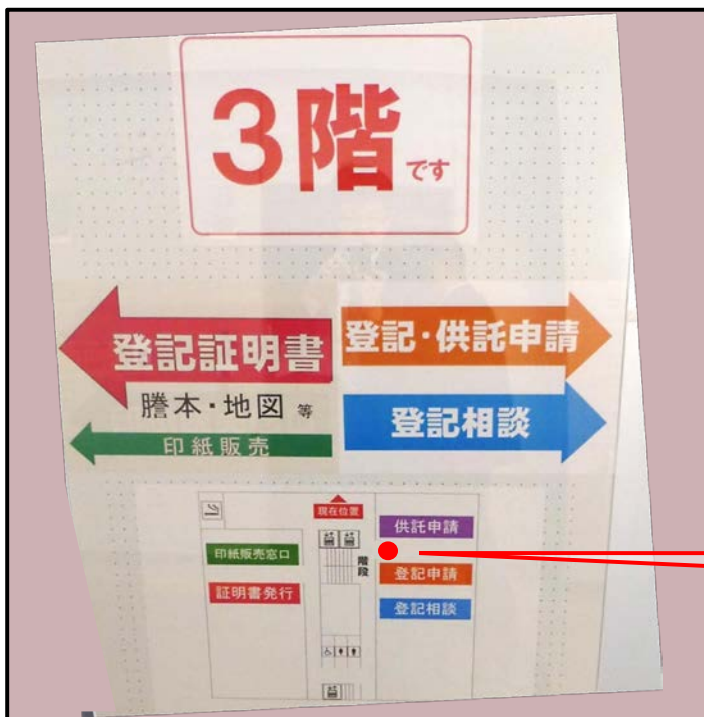 3階です
登記証明書
謄本・地図 等
印紙販売
登記・供託申請
登記相談
現在位置
階段
印紙販売窓口
証明書発行
供託申請
登記申請
登記相談